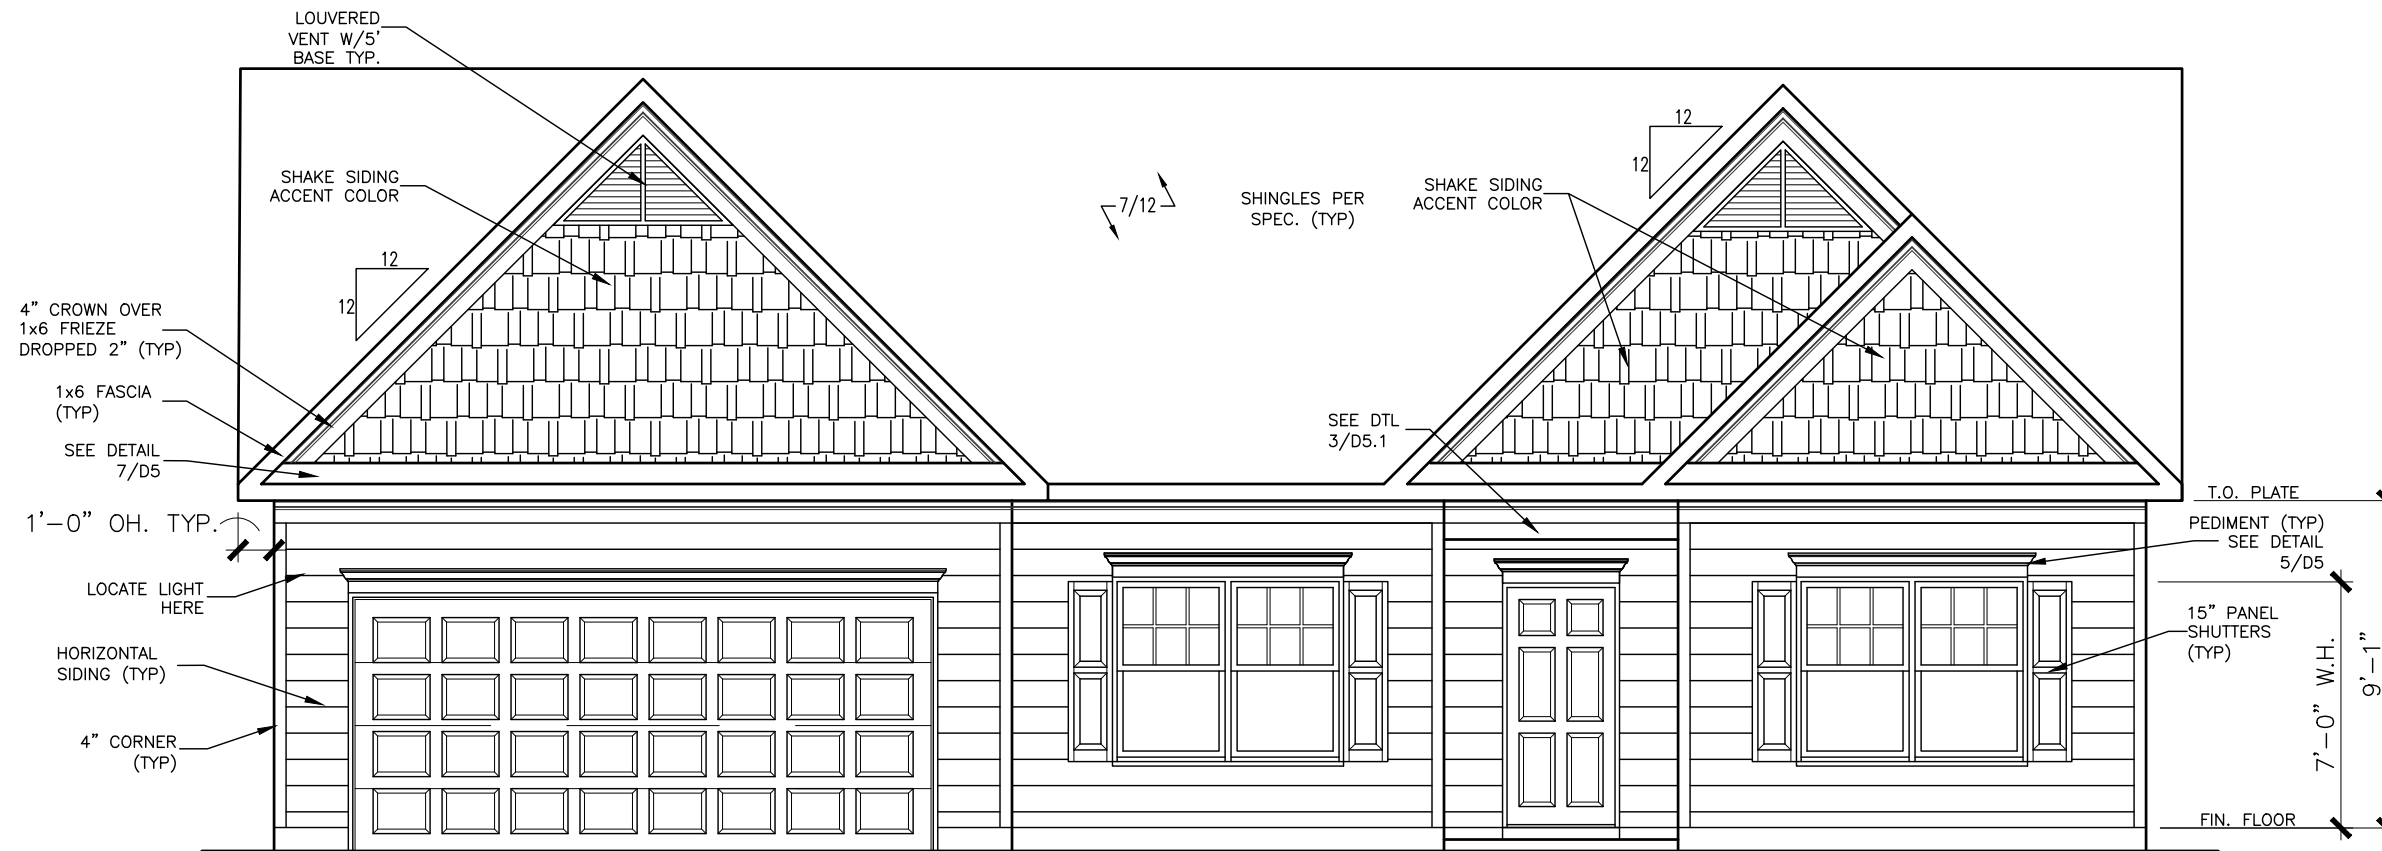 LOUVERED
VENT W/5'
BASE TYP.
12
12
SHAKE SIDING
ACCENT COLOR
7/12
SHINGLES PER
SPEC. (TYP)
SHAKE SIDING
ACCENT COLOR
12
12
4" CROWN OVER
1x6 FRIEZE
DROPPED 2" (TYP)
1x6 FASCIA
(TYP)
SEE DETAIL
7/D5
SEE DTL
3/D5.1
1'-0" OH. TYP.
T.O. PLATE
PEDIMENT (TYP)
SEE DETAIL
5/D5
LOCATE LIGHT
HERE
15" PANEL
SHUTTERS
(TYP)
HORIZONTAL
SIDING (TYP)
7'-0" W.H.
9'-1"
4" CORNER
(TYP)
FIN. FLOOR